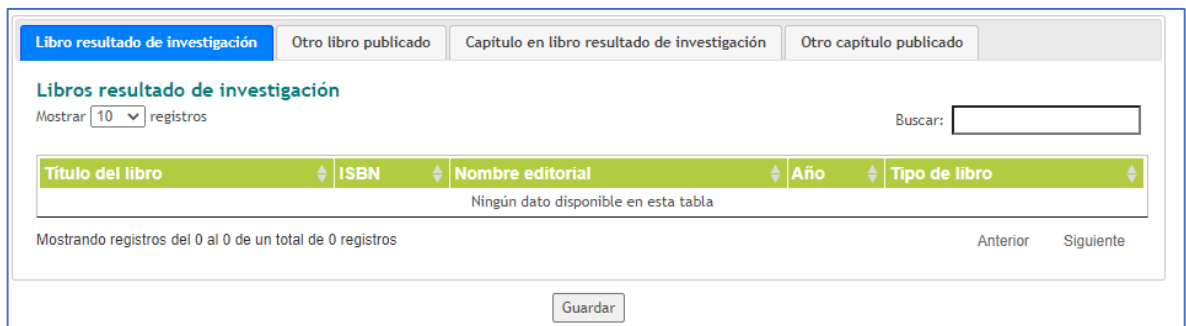 Libro resultado de investigación Otro libro publicado Capítulo en libro resultado de investigación Otro capítulo publicado
Libros resultado de investigación
Mostrar 10 registros Buscar:
Título del libro ISBN Nombre editorial Año Tipo de libro
Ningún dato disponible en esta tabla
Mostrando registros del 0 al 0 de un total de 0 registros Anterior Siguiente
Guardar